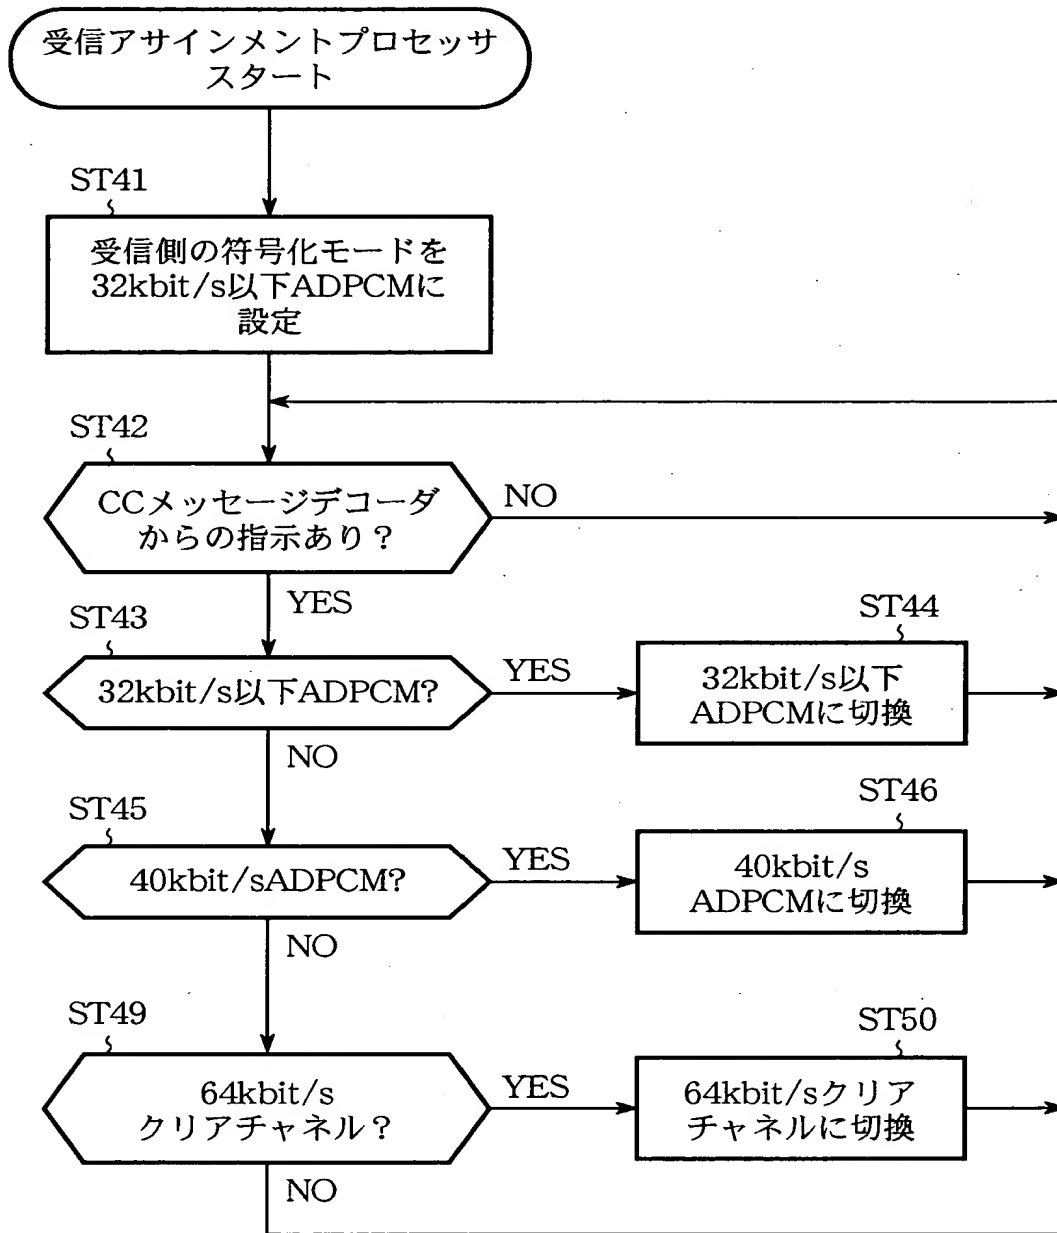 受信アサインメントプロセッサ
スタート
ST41
受信側の符号化モードを
32kbit/s以下ADPCMに
設定
ST42
CCメッセージデコーダ
からの指示あり？
NO
YES
ST43
32kbit/s以下ADPCM?
YES
ST44
32kbit/s以下
ADPCMに切換
NO
ST45
40kbit/sADPCM?
YES
ST46
40kbit/s
ADPCMに切換
NO
ST49
64kbit/s
クリアチャネル？
YES
ST50
64kbit/sクリア
チャネルに切換
NO